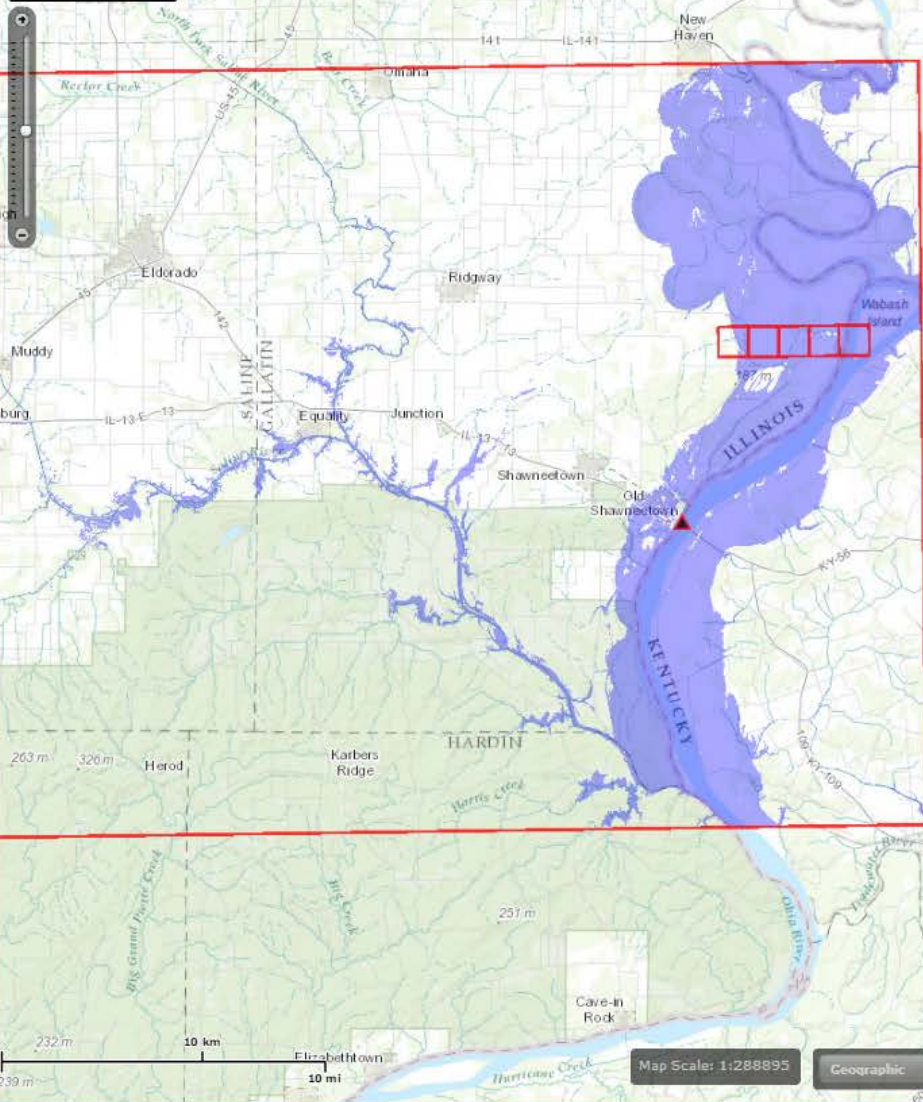 New
Haven
141
IL-141
45
North Fork Saline River
Omaha
Rector Creek
US-45
Eldorado
Ridgway
Wabash
Island
45
142
Muddy
SALINE
GALLATIN
187 m
burg
IL-13-E
13
Equality
Junction
IL-13
13
ILLINOIS
Shawneetown
Old
Shawneetown
KY-56
KENTUCKY
HARDIN
263 m
326 m
Herod
Karbers
Ridge
109
KY-109
Harris Creek
Big Grand Pierre Creek
Big Creek
251 m
Ohio River
Tradewater River
Cave-in
Rock
232 m
10 km
Elizabethtown
239 m
10 mi
Hurricane Creek
Map Scale: 1:288895
Geographic